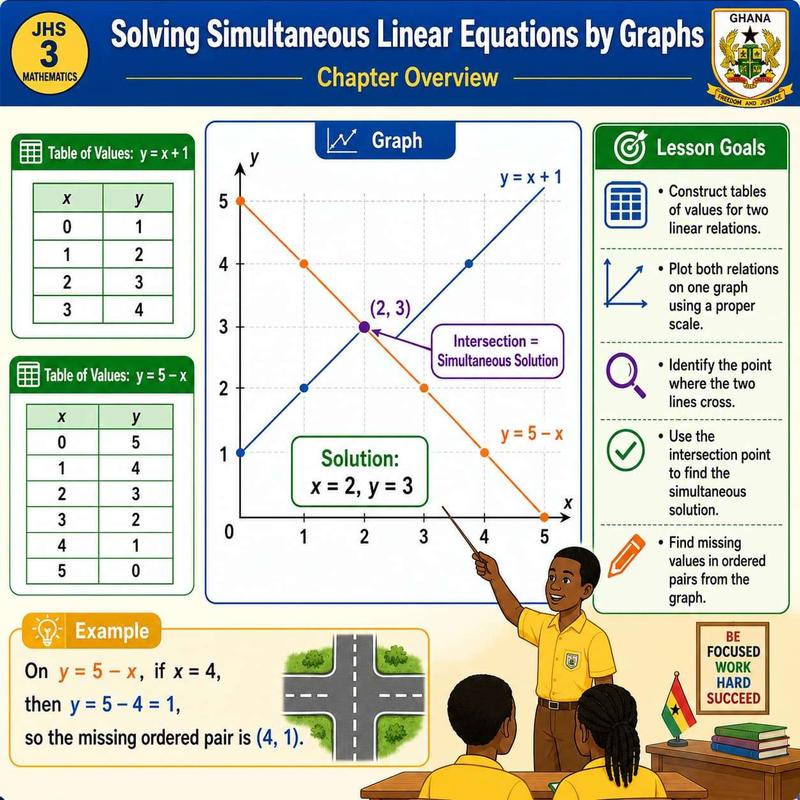 JHS
3
MATHEMATICS
Solving Simultaneous Linear Equations by Graphs
Chapter Overview
GHANA
FREEDOM AND JUSTICE
Table of Values: y = x + 1
x y
0 1
1 2
2 3
3 4
Table of Values: y = 5 – x
x y
0 5
1 4
2 3
3 2
4 1
5 0
Graph
y
y = x + 1
5
4
3
2
1
(2, 3)
Intersection =
Simultaneous Solution
y = 5 – x
Solution:
x = 2, y = 3
x
0 1 2 3 4 5
Lesson Goals
• Construct tables
of values for two
linear relations.
• Plot both relations
on one graph
using a proper
scale.
• Identify the point
where the two
lines cross.
• Use the
intersection point
to find the
simultaneous
solution.
• Find missing
values in ordered
pairs from the
graph.
Example
On y = 5 – x, if x = 4,
then y = 5 – 4 = 1,
so the missing ordered pair is (4, 1).
BE
FOCUSED
WORK
HARD
SUCCEED